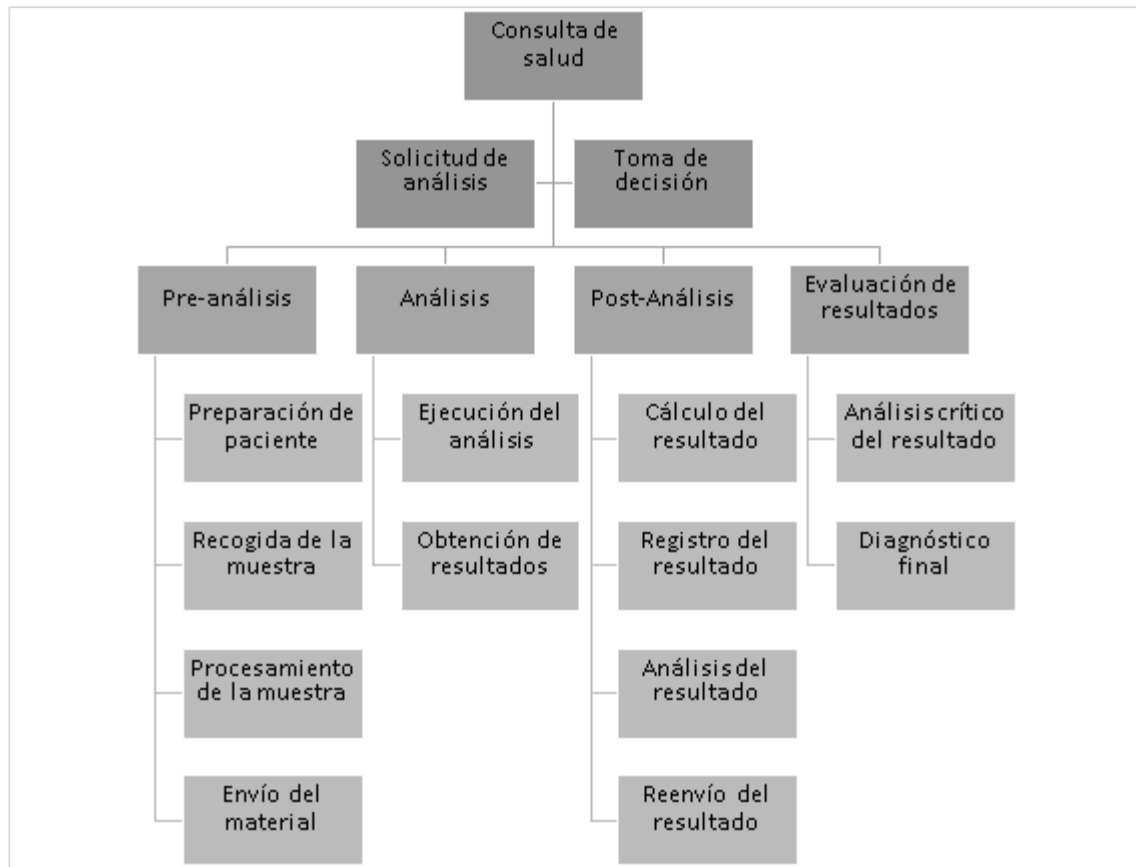 Consulta de
salud
Solicitud de
análisis
Toma de
decisión
Pre-análisis
Análisis
Post-Análisis
Evaluación de
resultados
Preparación de
paciente
Ejecución del
análisis
Cálculo del
resultado
Análisis crítico
del resultado
Recogida de la
muestra
Obtención de
resultados
Registro del
resultado
Diagnóstico
final
Procesamiento
de la muestra
Análisis del
resultado
Envío del
material
Reenvío del
resultado